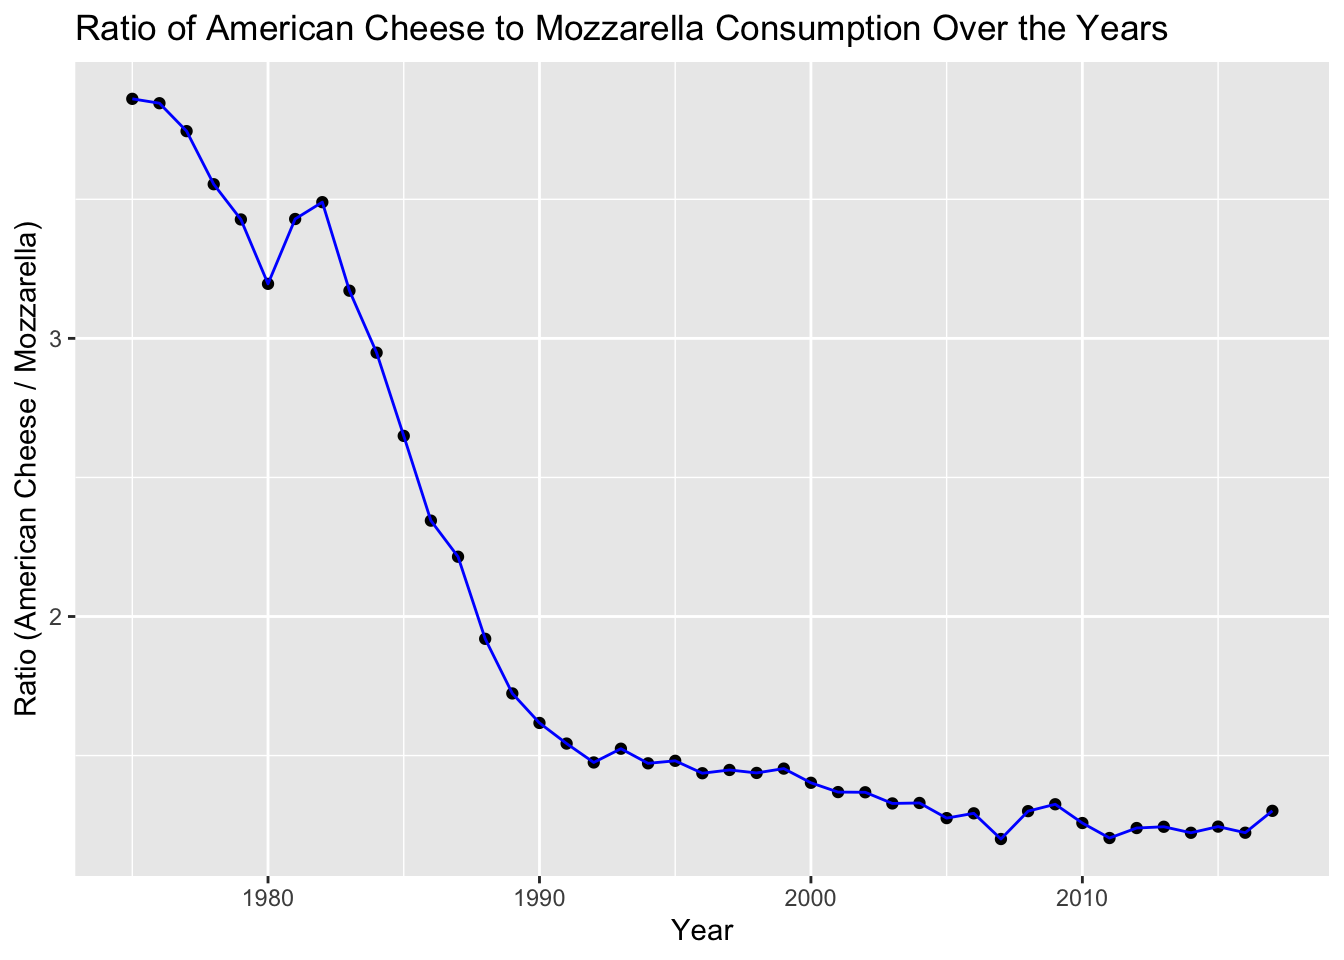 Ratio of American Cheese to Mozzarella Consumption Over the Years
Ratio (American Cheese / Mozzarella)
3
2
1980
1990
2000
2010
Year